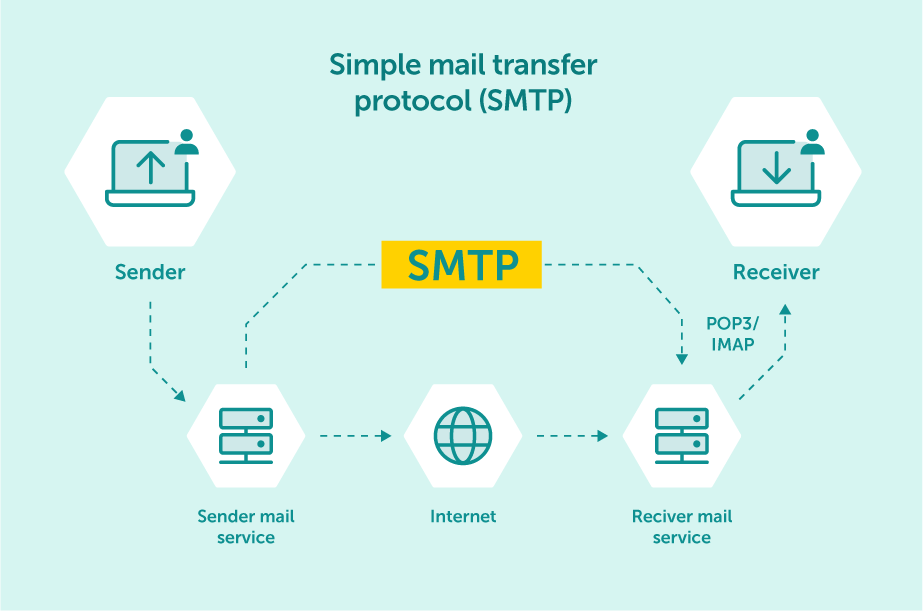 Simple mail transfer
protocol (SMTP)
SMTP
Sender
Receiver
POP3/
IMAP
Sender mail
service
Internet
Reciver mail
service